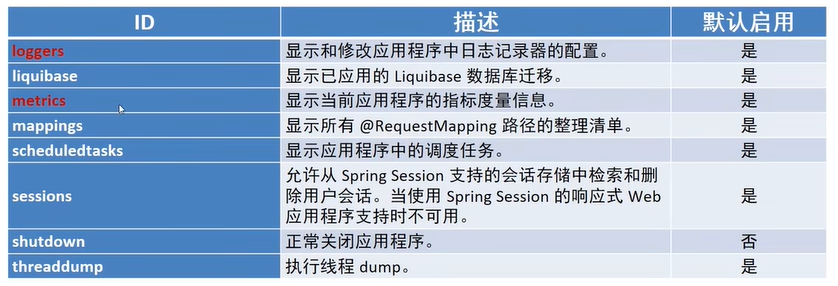 ID 描述 默认启用
loggers 显示和修改应用程序中日志记录器的配置。 是
liquibase 显示已应用的 Liquibase 数据库迁移。 是
metrics 显示当前应用程序的指标度量信息。 是
mappings 显示所有 @RequestMapping 路径的整理清单。 是
scheduledtasks 显示应用程序中的调度任务。 是
允许从 Spring Session 支持的会话存储中检索和删
sessions 除用户会话。当使用 Spring Session 的响应式 Web 是
应用程序支持时不可用。
shutdown 正常关闭应用程序。 否
threaddump 执行线程 dump。 是